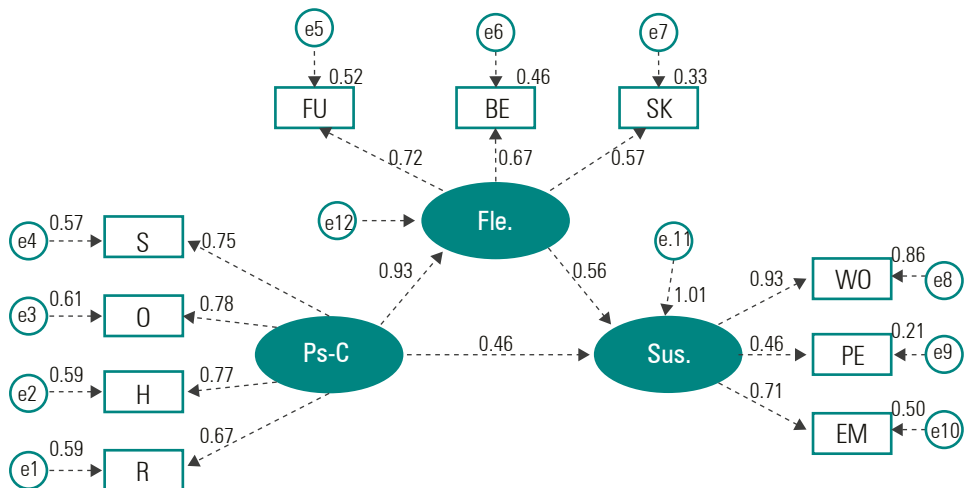 e5 e6 e7
0.52 0.46 0.33
FU BE SK
0.72 0.67 0.57
e12 Fle.
0.57
e4 S 0.75
e.11
0.93 0.56
0.86
0.93 WO e8
0.61
e3 O 0.78
1.01
0.21
Ps-C 0.46 Sus. 0.46 PE e9
0.59
e2 H 0.77
0.71 0.50
EM e10
0.59 0.67
e1 R